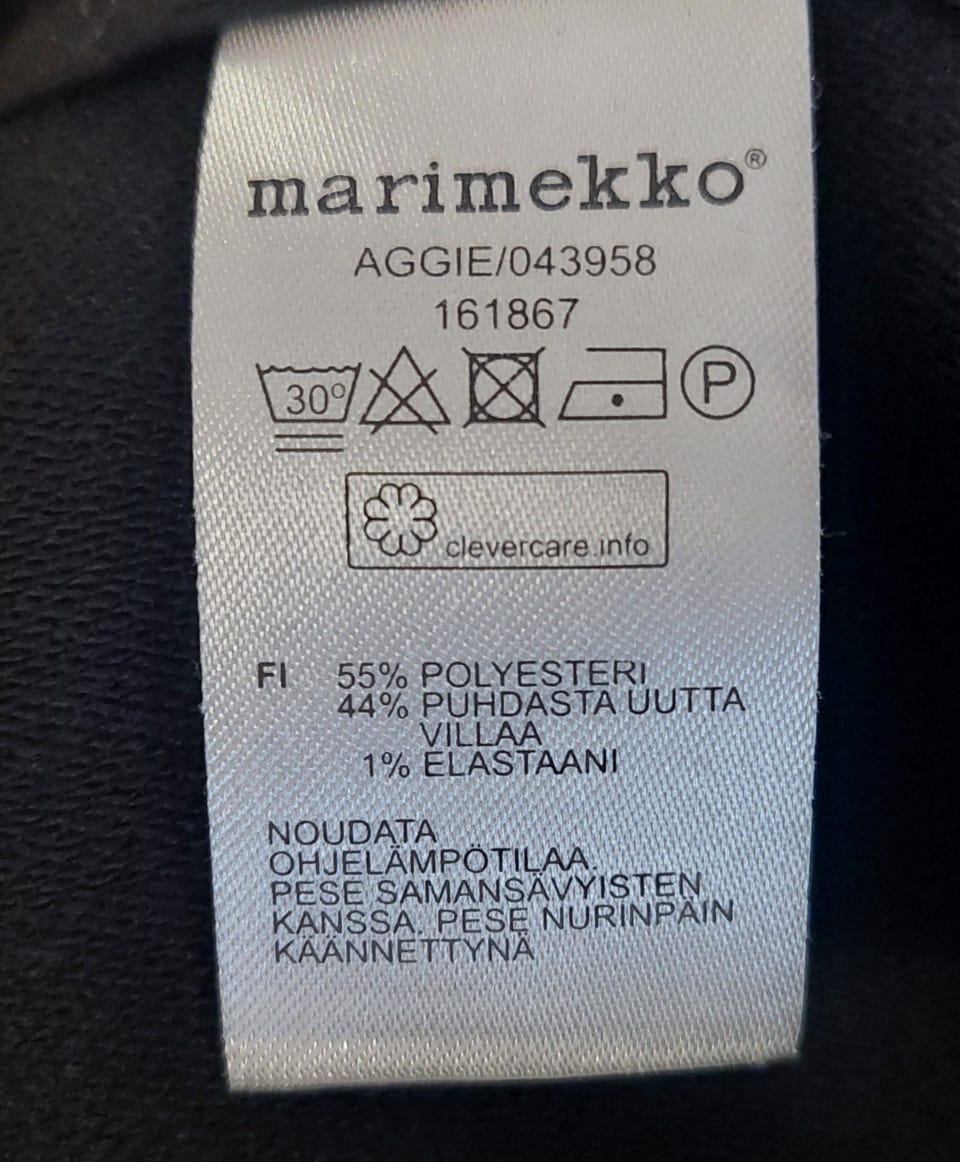 marimekko®
AGGIE/043958
161867
30° P
clevercare.info
FI 55% POLYESTERI
44% PUHDASTA UUTTA
VILLAA
1% ELASTAANI
NOUDATA
OHJELÄMPÖTILAA.
PESE SAMANSÄVYISTEN
KANSSA. PESE NURINPÄIN
KÄÄNNETTYNÄ